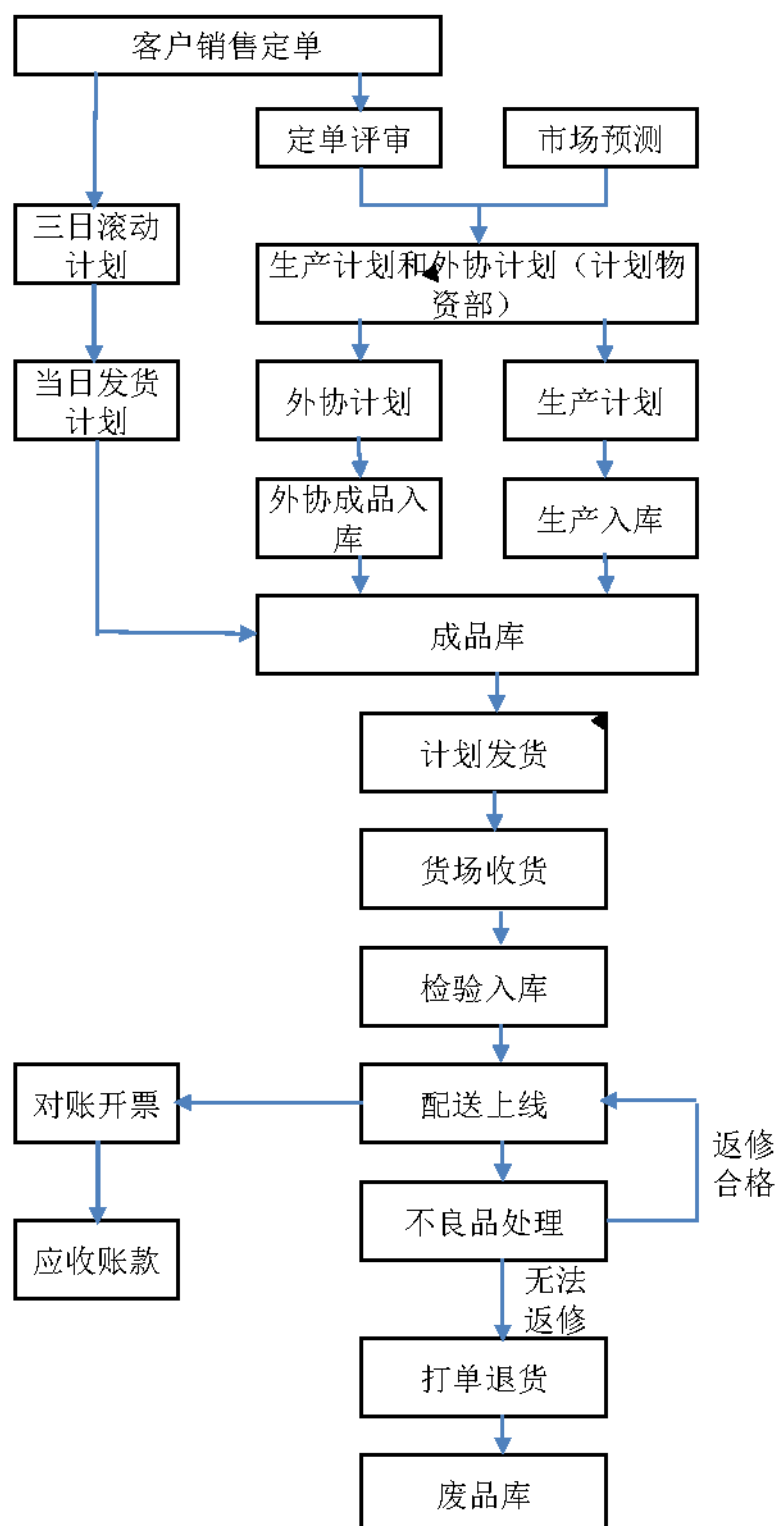 客户销售定单
定单评审
市场预测
三日滚动
计划
生产计划和外协计划（计划物
资部）
当日发货
计划
外协计划
生产计划
外协成品入
库
生产入库
成品库
计划发货
货场收货
检验入库
对账开票
配送上线
返修
合格
应收账款
不良品处理
无法
返修
打单退货
废品库